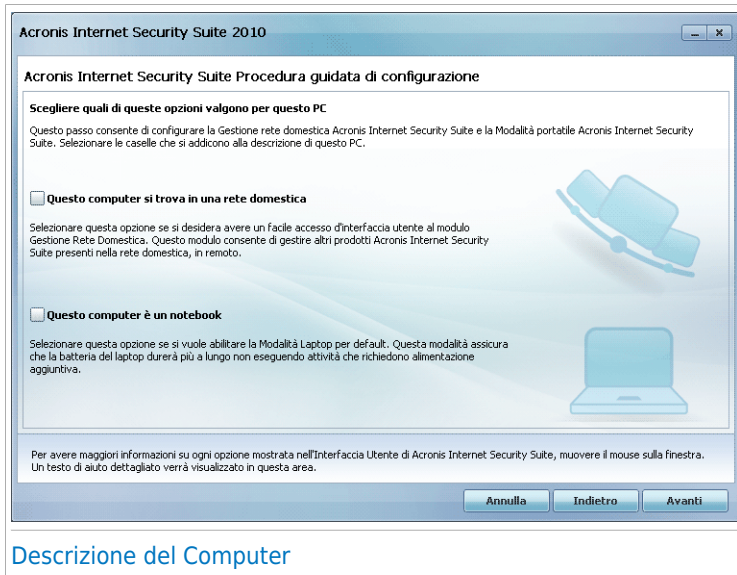 Acronis Internet Security Suite 2010
Acronis Internet Security Suite Procedura guidata di configurazione
Scegliere quali di queste opzioni valgono per questo PC
Questo passo consente di configurare la Gestione rete domestica Acronis Internet Security Suite e la Modalità portatile Acronis Internet Security
Suite. Selezionare le caselle che si addicono alla descrizione di questo PC.
Questo computer si trova in una rete domestica
Selezionare questa opzione se si desidera avere un facile accesso d'interfaccia utente al modulo
Gestione Rete Domestica. Questo modulo consente di gestire altri prodotti Acronis Internet Security
Suite presenti nella rete domestica, in remoto.
Questo computer è un notebook
Selezionare questa opzione se si vuole abilitare la Modalità Laptop per default. Questa modalità assicura
che la batteria del laptop durerà più a lungo non eseguendo attività che richiedono alimentazione
aggiuntiva.
Per avere maggiori informazioni su ogni opzione mostrata nell'Interfaccia Utente di Acronis Internet Security Suite, muovere il mouse sulla finestra.
Un testo di aiuto dettagliato verrà visualizzato in questa area.
Annulla Indietro Avanti
Descrizione del Computer